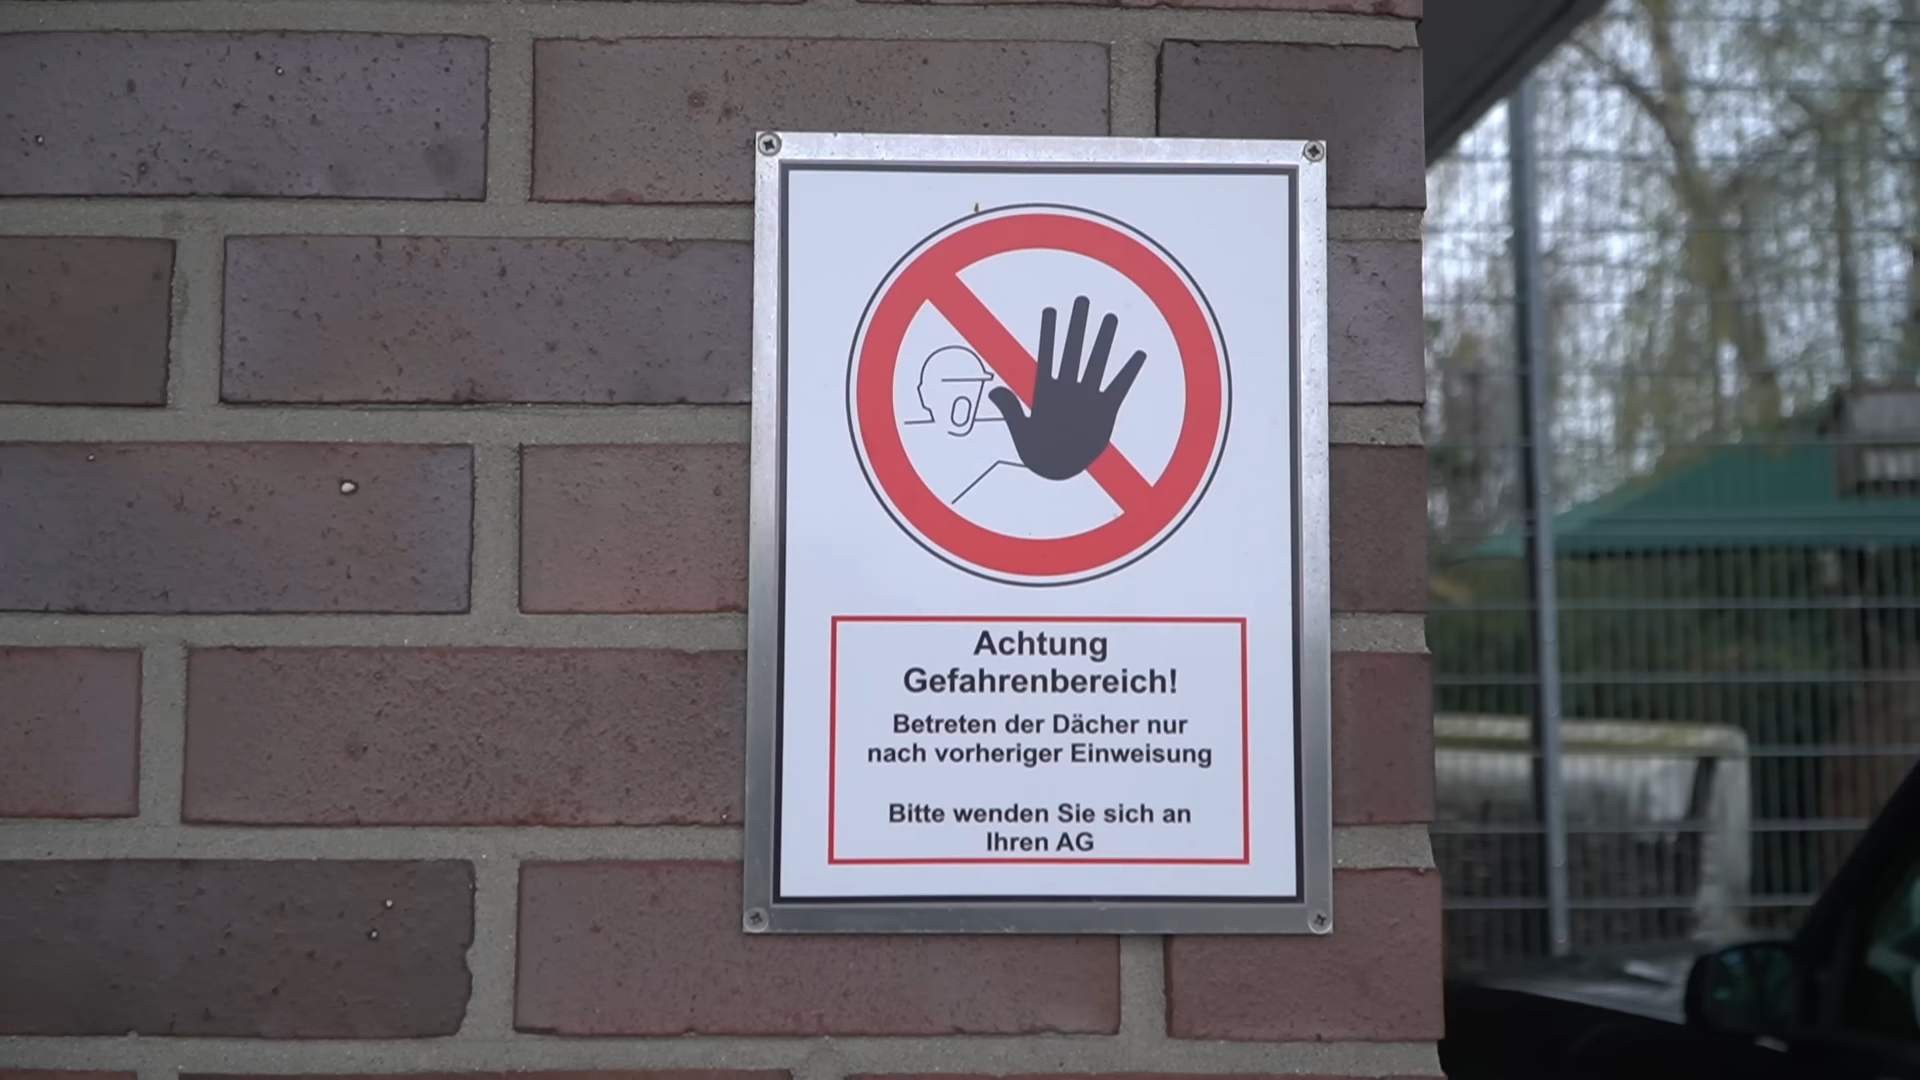 Achtung
Gefahrenbereich!
Betreten der Dächer nur
nach vorheriger Einweisung
Bitte wenden Sie sich an
Ihren AG